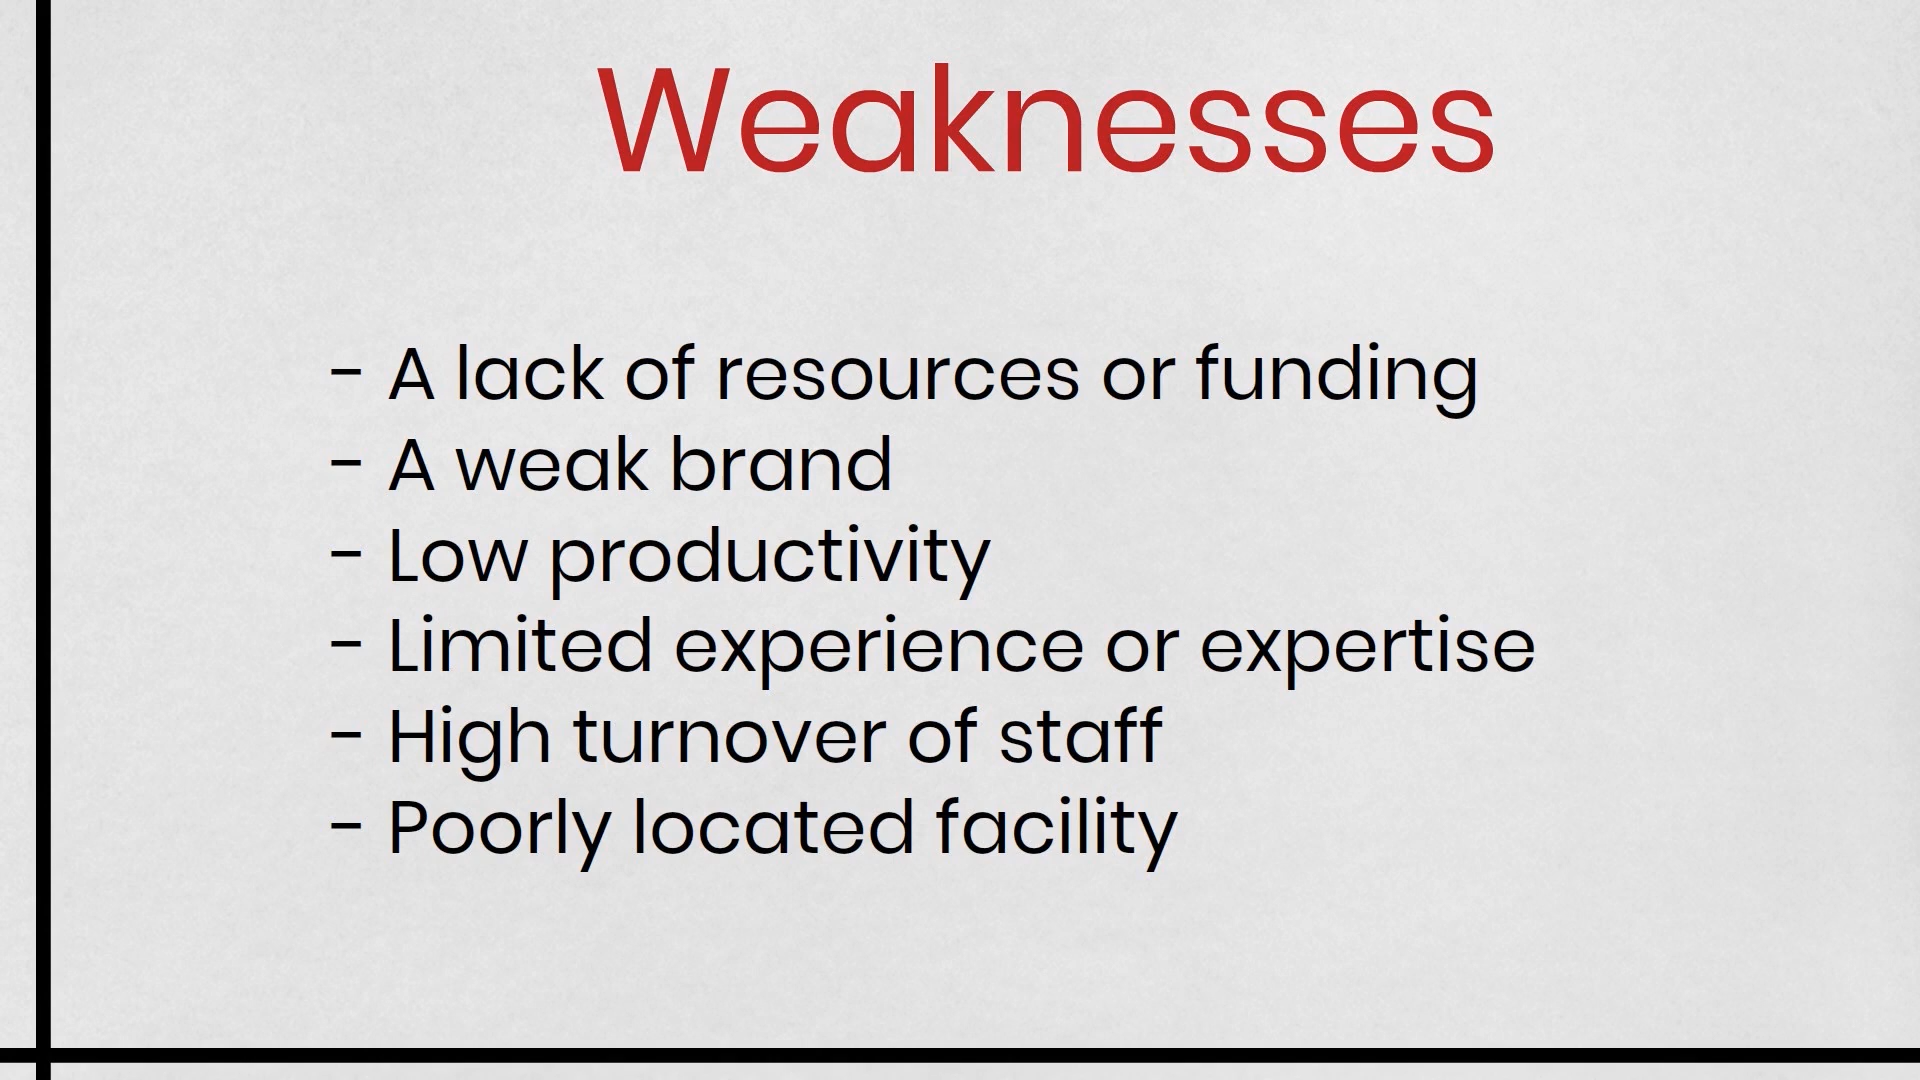 Weaknesses
- A lack of resources or funding
- A weak brand
- Low productivity
- Limited experience or expertise
- High turnover of staff
- Poorly located facility